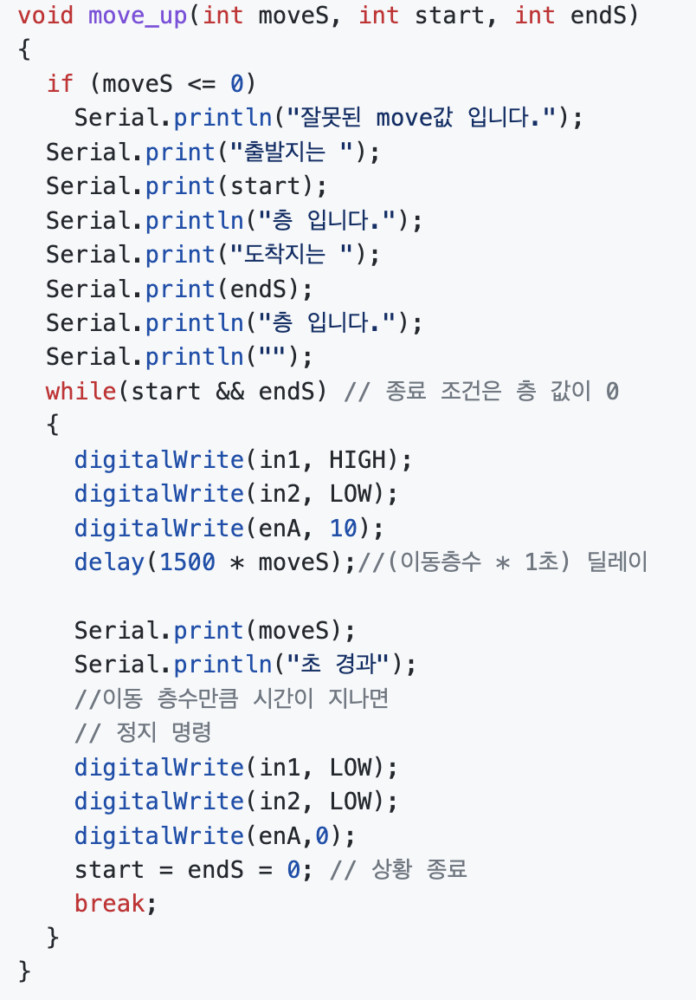 void move_up(int moveS, int start, int endS)
{
  if (moveS <= 0)
    Serial.println("잘못된 move값 입니다.");
  Serial.print("출발지는 ");
  Serial.print(start);
  Serial.println("층 입니다.");
  Serial.print("도착지는 ");
  Serial.print(endS);
  Serial.println("층 입니다.");
  Serial.println("");
  while(start && endS) // 종료 조건은 층 값이 0
  {
    digitalWrite(in1, HIGH);
    digitalWrite(in2, LOW);
    digitalWrite(enA, 10);
    delay(1500 * moveS);//(이동층수 * 1초) 딜레이

    Serial.print(moveS);
    Serial.println("초 경과");
    //이동 층수만큼 시간이 지나면
    // 정지 명령
    digitalWrite(in1, LOW);
    digitalWrite(in2, LOW);
    digitalWrite(enA,0);
    start = endS = 0; // 상황 종료
    break;
  }
}